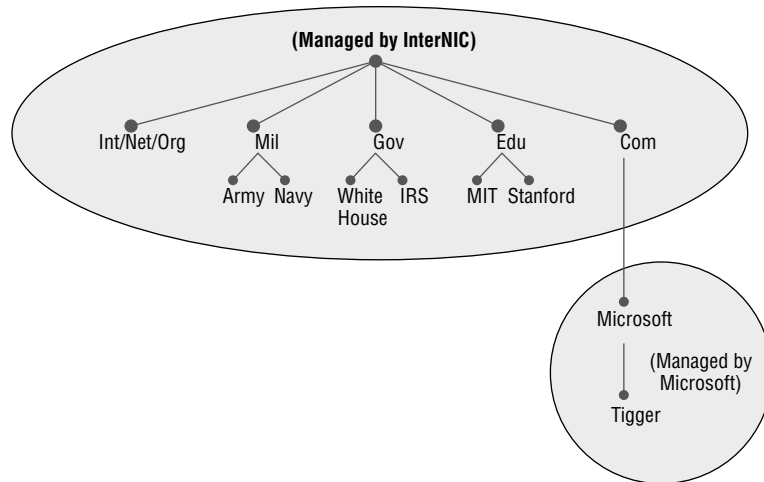 (Managed by InterNIC)
Int/Net/Org Mil Gov Edu Com
Army Navy White House IRS MIT Stanford
Microsoft
(Managed by
Microsoft)
Tigger